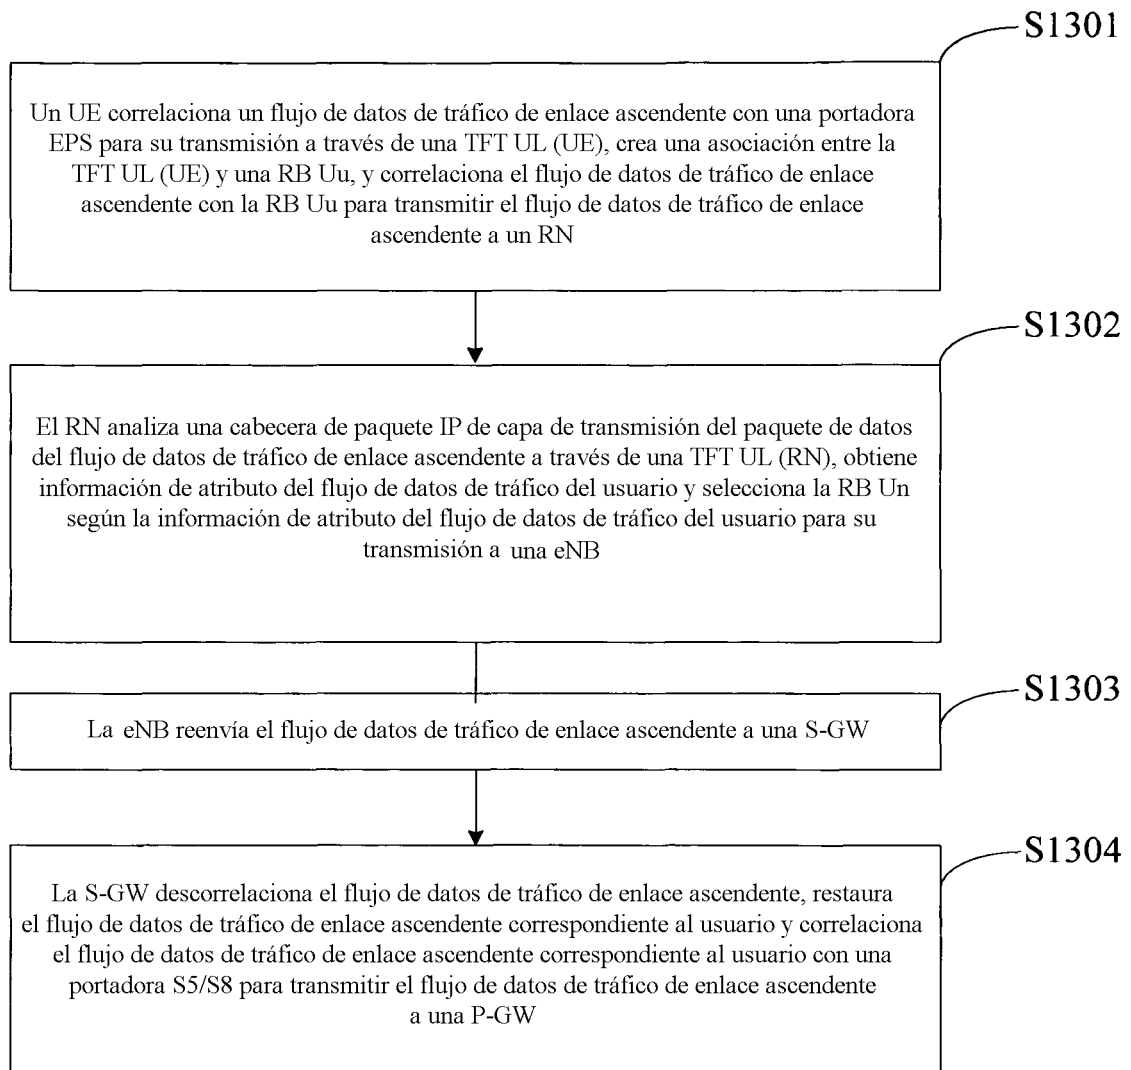 S1301
Un UE correlaciona un flujo de datos de tráfico de enlace ascendente con una portadora
EPS para su transmisión a través de una TFT UL (UE), crea una asociación entre la
TFT UL (UE) y una RB Uu, y correlaciona el flujo de datos de tráfico de enlace
ascendente con la RB Uu para transmitir el flujo de datos de tráfico de enlace
ascendente a un RN
S1302
El RN analiza una cabecera de paquete IP de capa de transmisión del paquete de datos
del flujo de datos de tráfico de enlace ascendente a través de una TFT UL (RN), obtiene
información de atributo del flujo de datos de tráfico del usuario y selecciona la RB Un
según la información de atributo del flujo de datos de tráfico del usuario para su
transmisión a una eNB
S1303
La eNB reenvía el flujo de datos de tráfico de enlace ascendente a una S-GW
S1304
La S-GW descorrelaciona el flujo de datos de tráfico de enlace ascendente, restaura
el flujo de datos de tráfico de enlace ascendente correspondiente al usuario y correlaciona
el flujo de datos de tráfico de enlace ascendente correspondiente al usuario con una
portadora S5/S8 para transmitir el flujo de datos de tráfico de enlace ascendente
a una P-GW